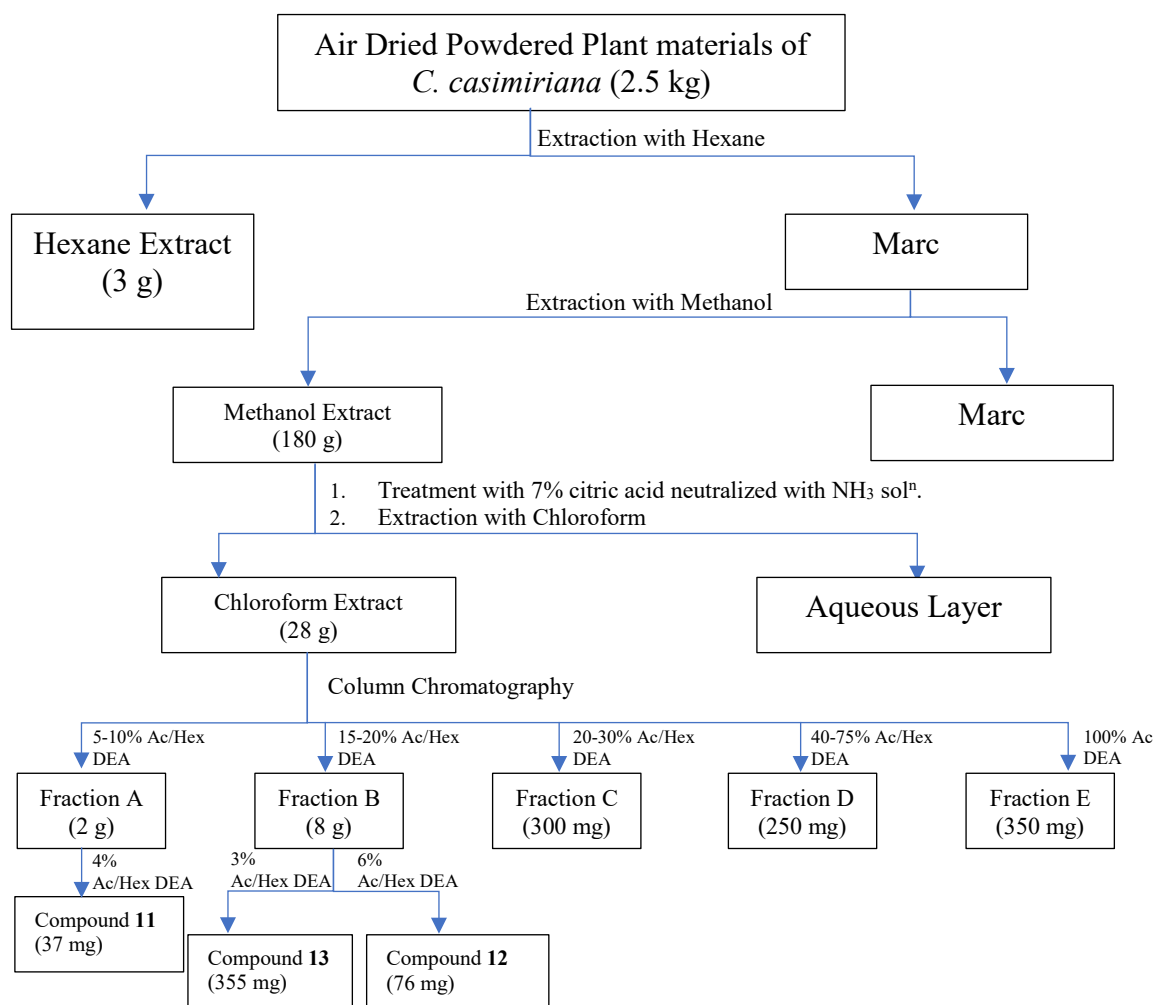 Air Dried Powdered Plant materials of
C. casimiriana (2.5 kg)
Extraction with Hexane
Hexane Extract
(3 g)
Marc
Extraction with Methanol
Methanol Extract
(180 g)
Marc
1. Treatment with 7% citric acid neutralized with NH₃ solⁿ.
2. Extraction with Chloroform
Chloroform Extract
(28 g)
Aqueous Layer
Column Chromatography
5-10% Ac/Hex
DEA
15-20% Ac/Hex
DEA
20-30% Ac/Hex
DEA
40-75% Ac/Hex
DEA
100% Ac
DEA
Fraction A
(2 g)
Fraction B
(8 g)
Fraction C
(300 mg)
Fraction D
(250 mg)
Fraction E
(350 mg)
4%
Ac/Hex DEA
3%
Ac/Hex DEA
6%
Ac/Hex DEA
Compound 11
(37 mg)
Compound 13
(355 mg)
Compound 12
(76 mg)